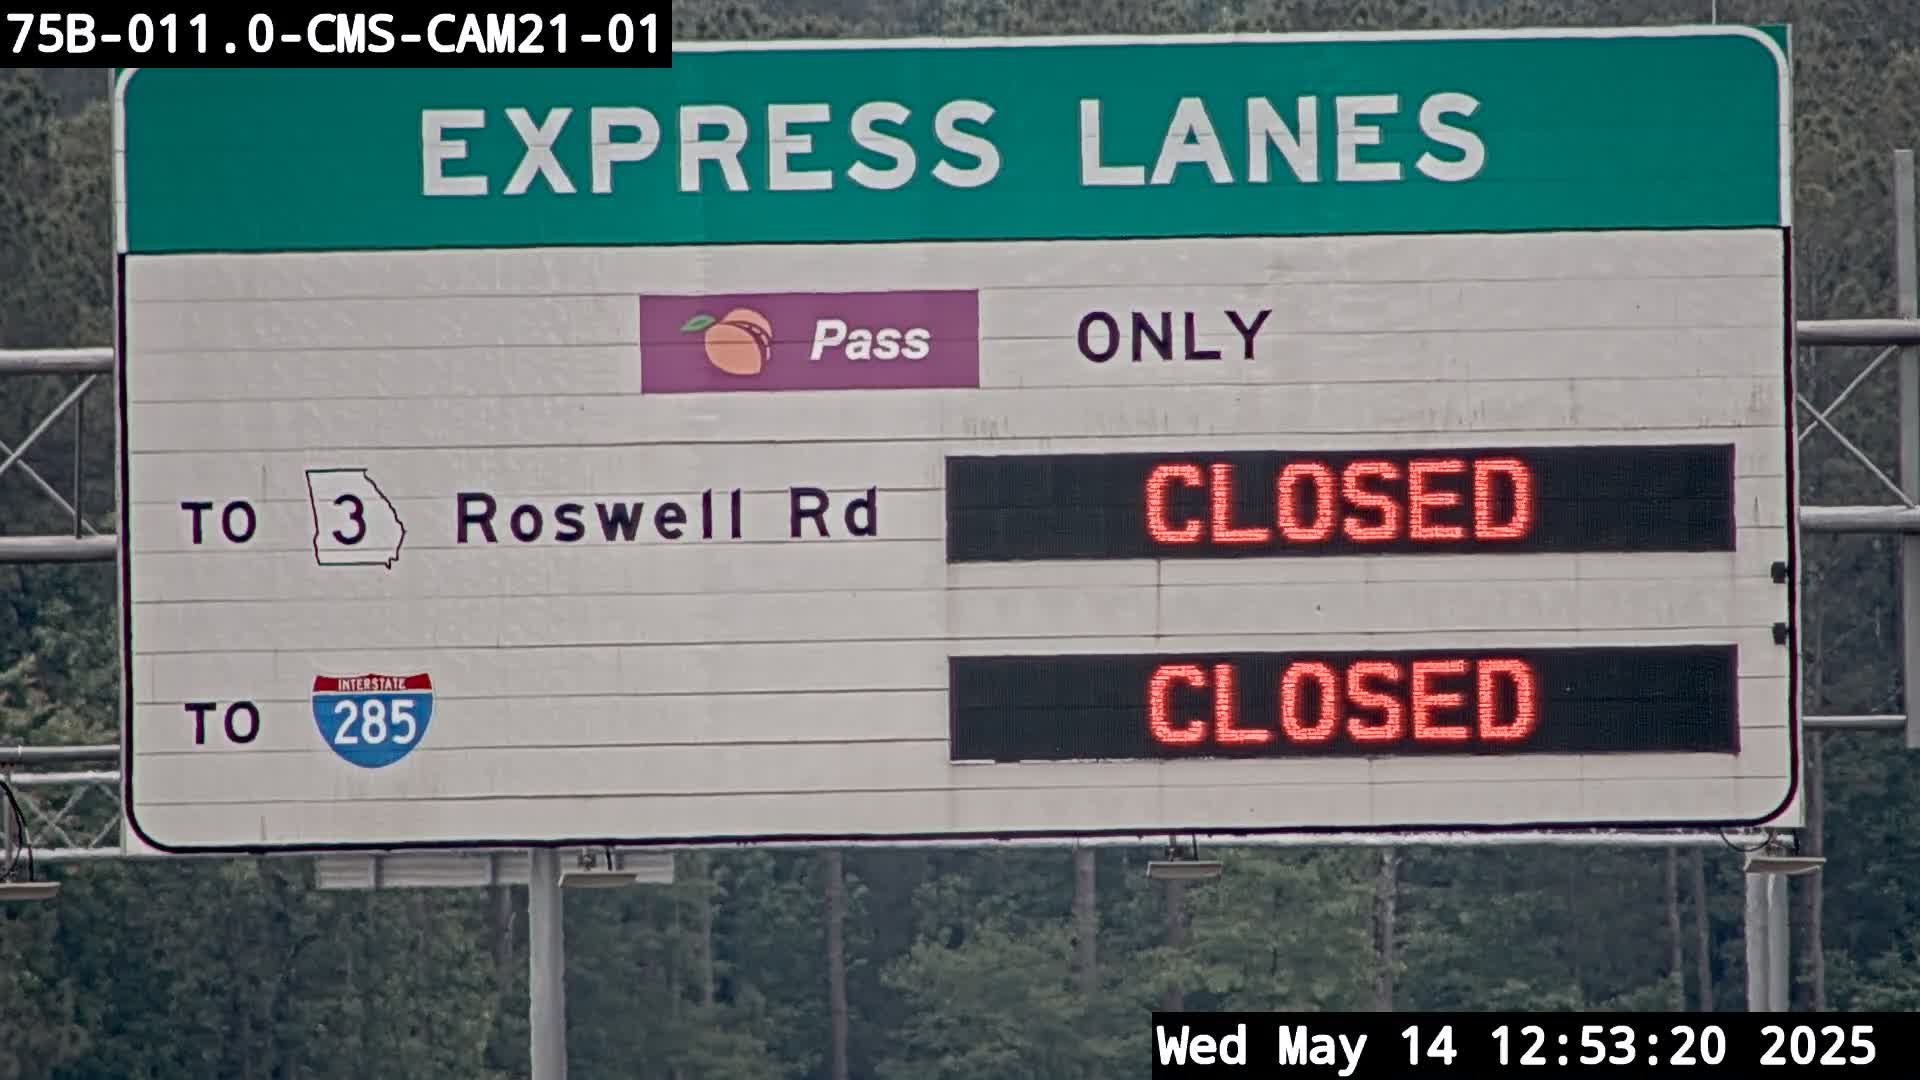 75B-011.0-CMS-CAM21-01
EXPRESS LANES
Pass ONLY
TO 3 Roswell Rd CLOSED
INTERSTATE
TO 285 CLOSED
Wed May 14 12:53:20 2025